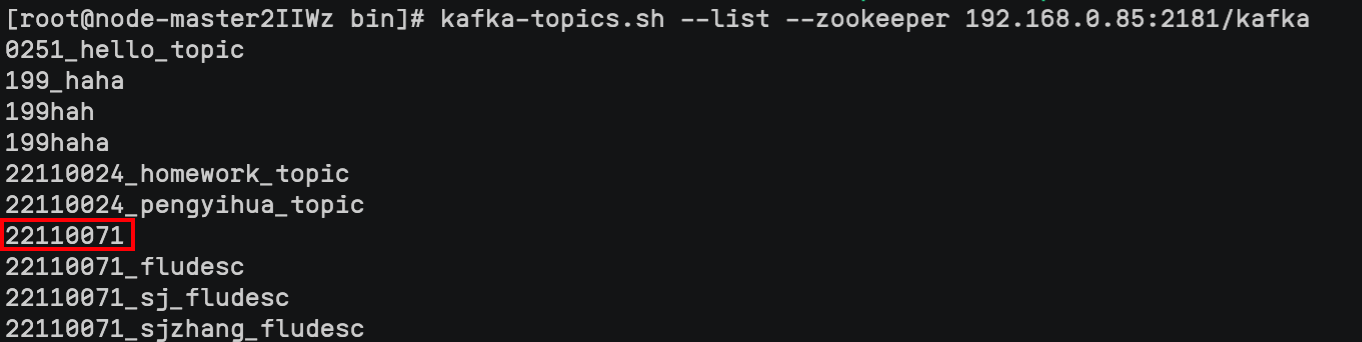 [root@node-master2IIWz bin]# kafka-topics.sh --list --zookeeper 192.168.0.85:2181/kafka
0251_hello_topic
199_haha
199hah
199haha
22110024_homework_topic
22110024_pengyihua_topic
22110071
22110071_fludesc
22110071_sj_fludesc
22110071_sjzhang_fludesc